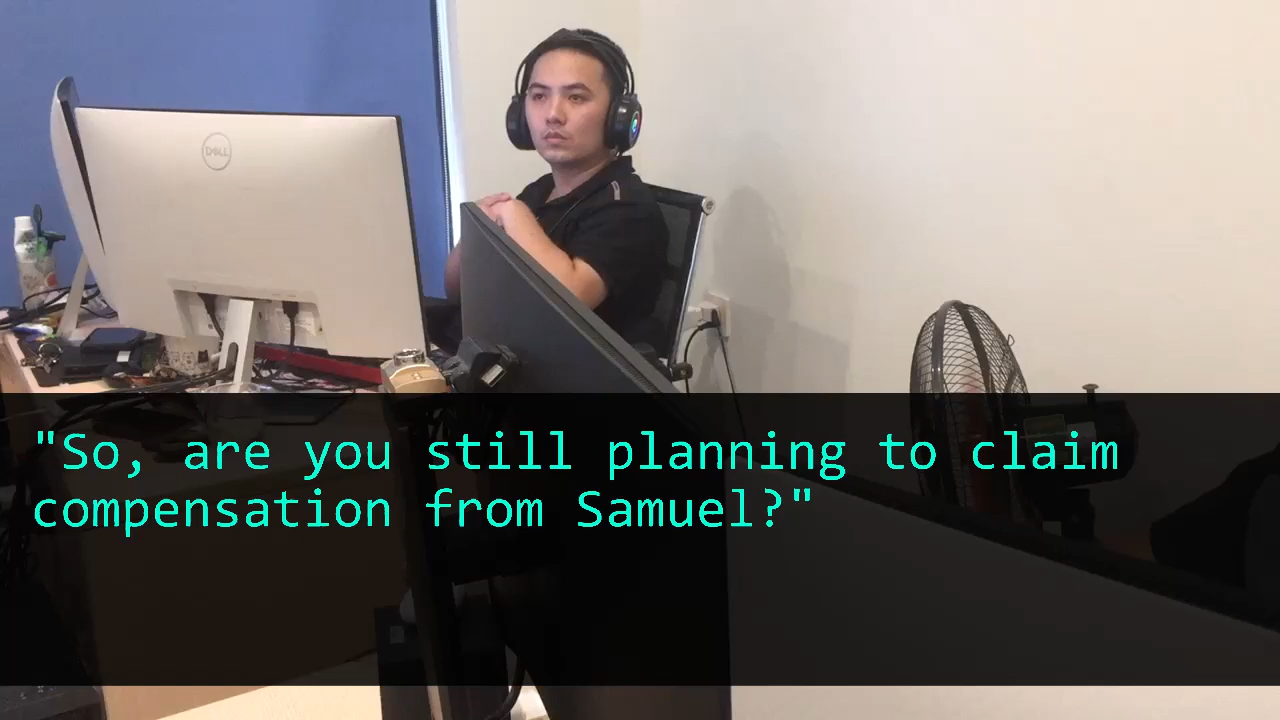 DELL
"So, are you still planning to claim
compensation from Samuel?"